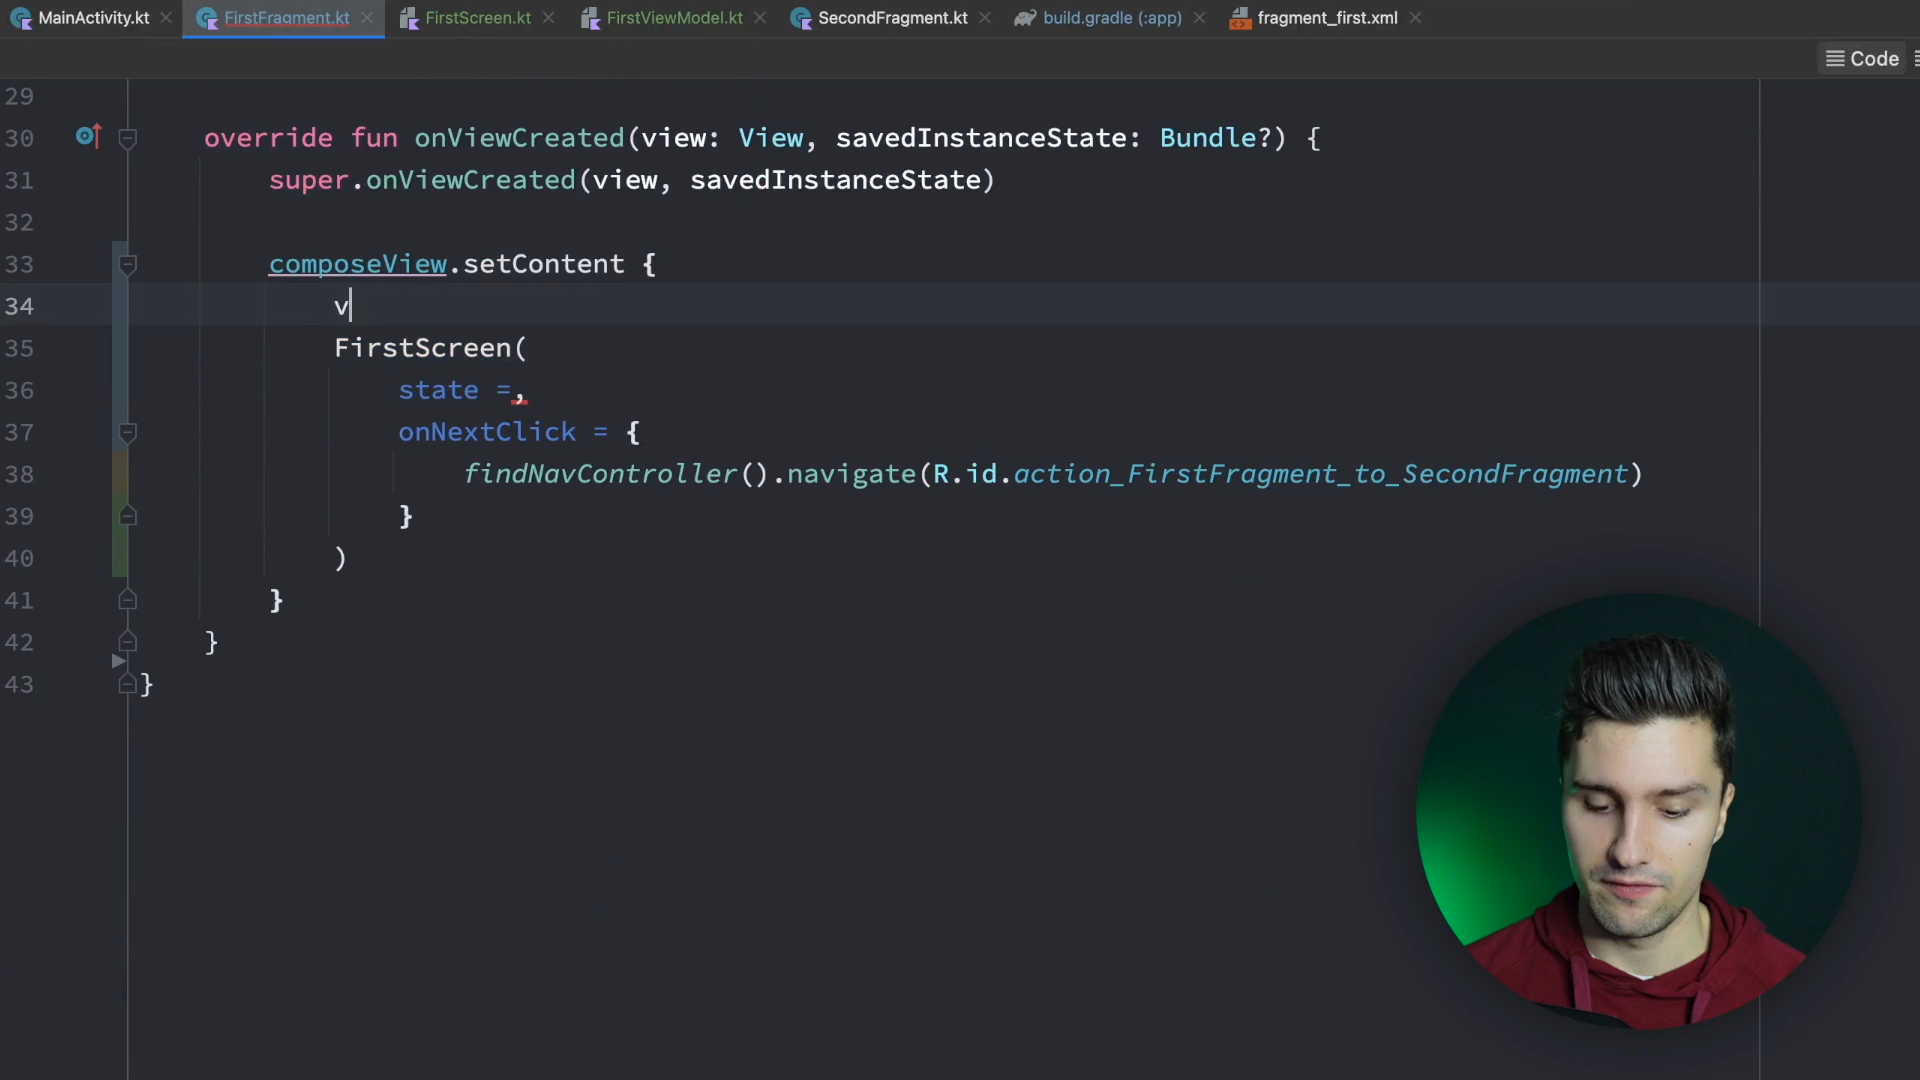 MainActivity.kt FirstFragment.kt FirstScreen.kt FirstViewModel.kt SecondFragment.kt build.gradle (:app) fragment_first.xml
Code
29
30 override fun onViewCreated(view: View, savedInstanceState: Bundle?) {
31 super.onViewCreated(view, savedInstanceState)
32
33 composeView.setContent {
34 v
35 FirstScreen(
36 state =,
37 onNextClick = {
38 findNavController().navigate(R.id.action_FirstFragment_to_SecondFragment)
39 }
40 )
41 }
42 }
43 }